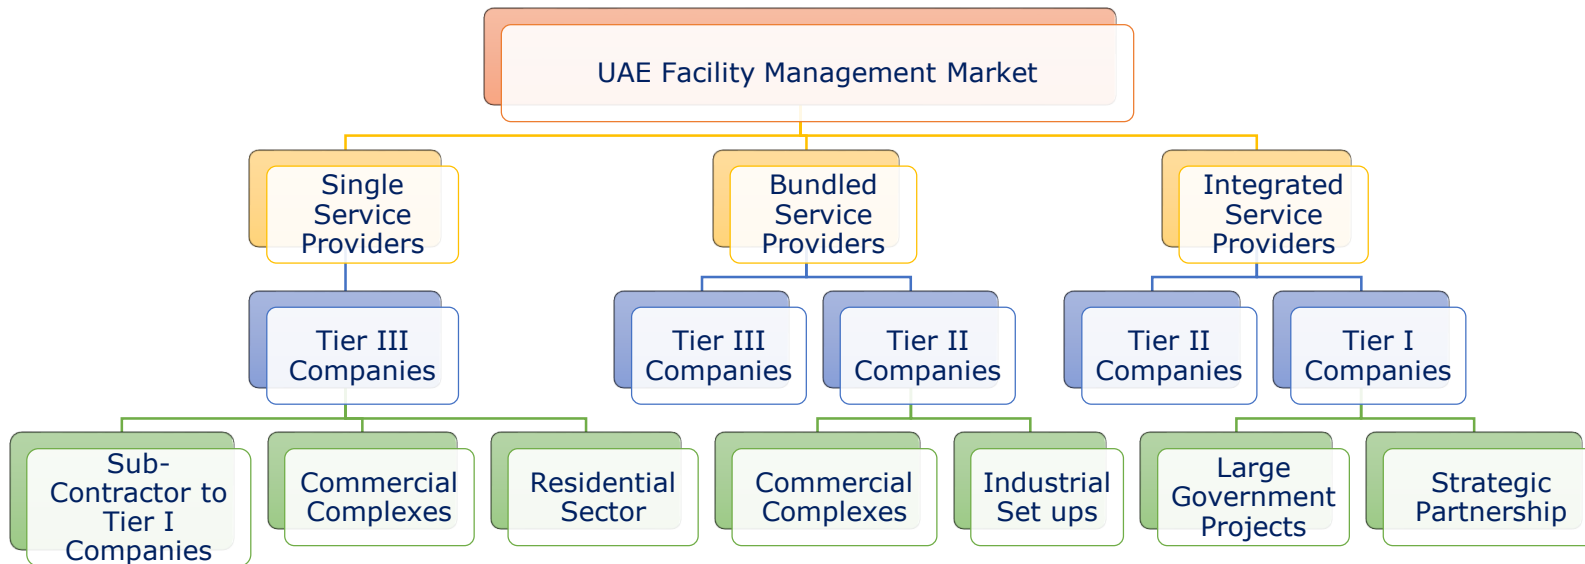 UAE Facility Management Market
Single
Service
Providers
Bundled
Service
Providers
Integrated
Service
Providers
Tier III
Companies
Tier III
Companies
Tier II
Companies
Tier II
Companies
Tier I
Companies
Sub-
Contractor to
Tier I
Companies
Commercial
Complexes
Residential
Sector
Commercial
Complexes
Industrial
Set ups
Large
Government
Projects
Strategic
Partnership